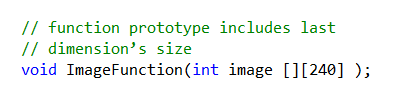 // function prototype includes last
// dimension’s size
void ImageFunction(int image [][240] );